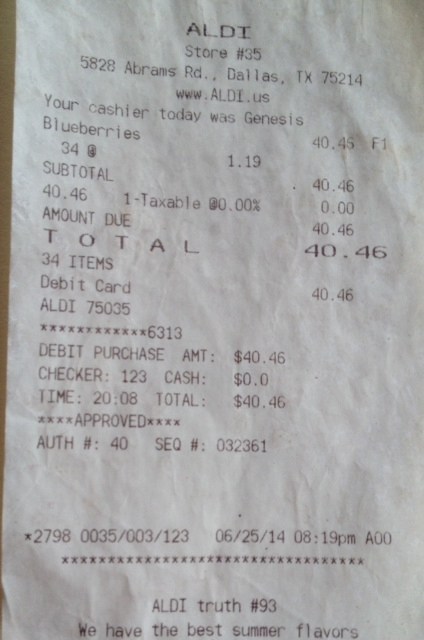 ALDI
Store #35
5828 Abrams Rd., Dallas, TX 75214
www.ALDI.us
Your cashier today was Genesis
Blueberries 40.46 F1
34 @ 1.19
SUBTOTAL 40.46
40.46 1-Taxable @0.00% 0.00
AMOUNT DUE 40.46
TOTAL 40.46
34 ITEMS
Debit Card 40.46
ALDI 75035
************6313
DEBIT PURCHASE AMT: $40.46
CHECKER: 123 CASH: $0.0
TIME: 20:08 TOTAL: $40.46
****APPROVED****
AUTH #: 40 SEQ #: 032361
*2798 0035/003/123 06/25/14 08:19pm A00
***********************************
ALDI truth #93
We have the best summer flavors